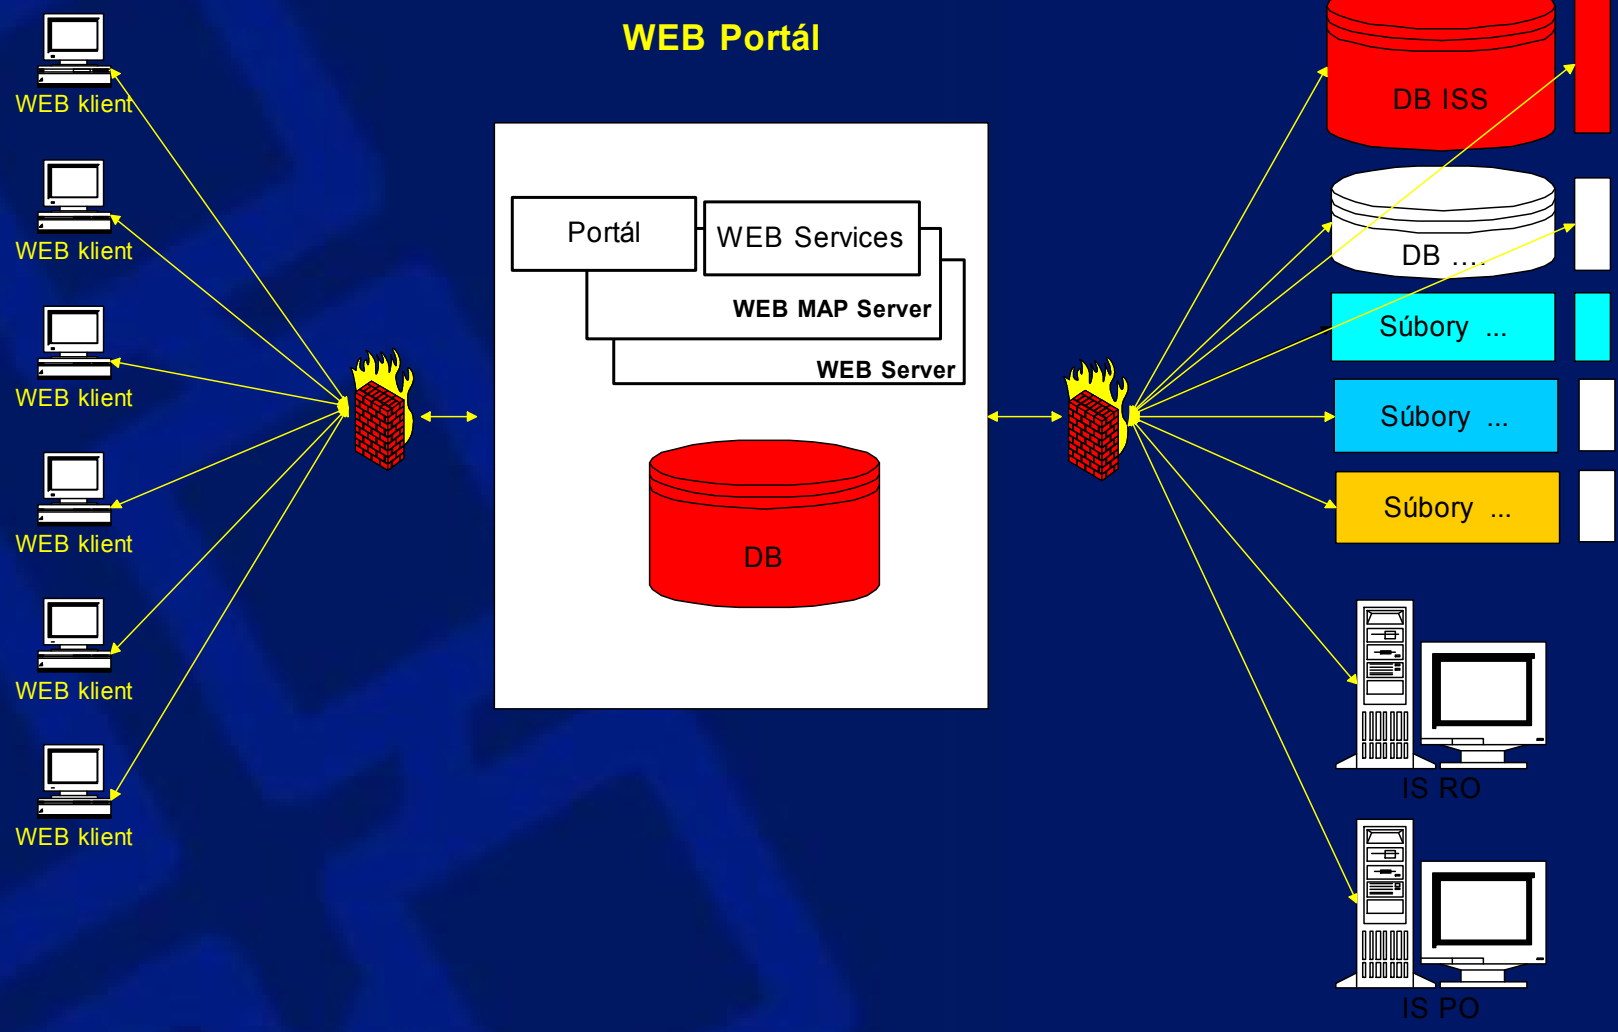 WEB Portál
WEB klient
WEB klient
WEB klient
WEB klient
WEB klient
WEB klient
Portál
WEB Services
WEB MAP Server
WEB Server
DB
DB ISS
DB ....
Súbory ...
Súbory ...
Súbory ...
IS RO
IS PO